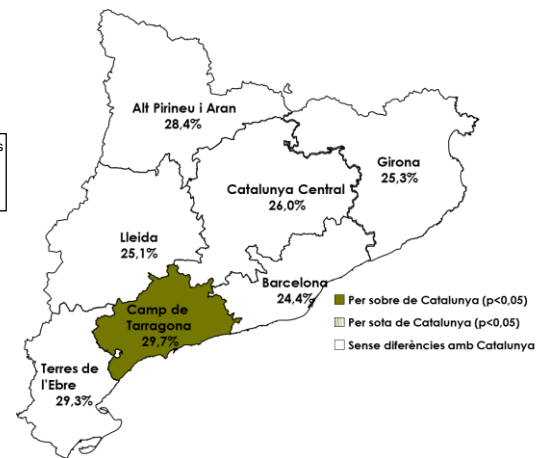 Alt Pirineu i Aran
28,4%
s
Girona
25,3%
Catalunya Central
26,0%
Lleida
25,1%
Barcelona
24,4%
Per sobre de Catalunya (p<0,05)
Per sota de Catalunya (p<0,05)
Sense diferències amb Catalunya
Camp de
Tarragona
29,7%
Terres de
l'Ebre
29,3%